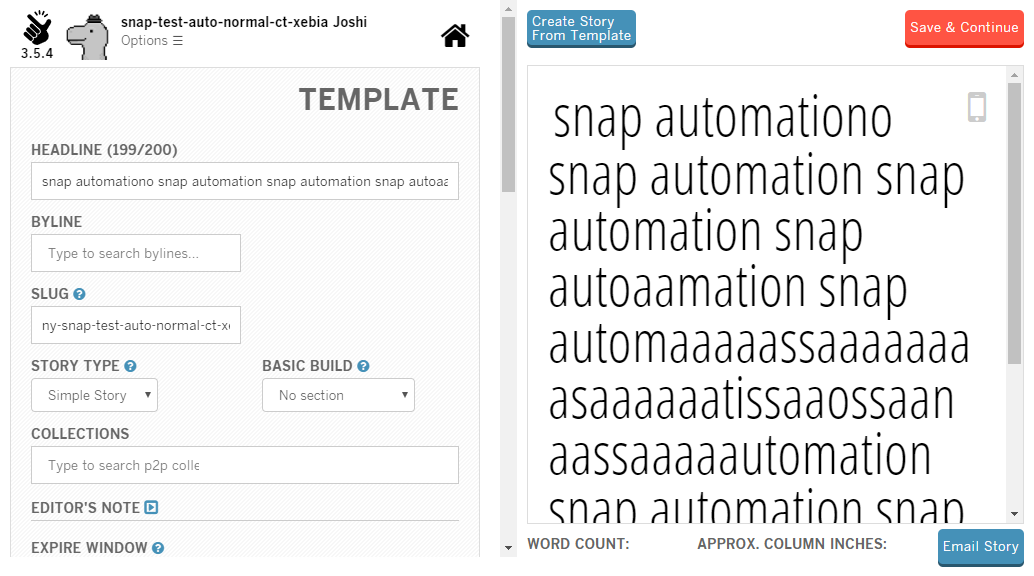 snap-test-auto-normal-ct-xebia Joshi
Options ☰
3.5.4
TEMPLATE
HEADLINE (199/200)
snap automationo snap automation snap automation snap autoaa
BYLINE
Type to search bylines...
SLUG
ny-snap-test-auto-normal-ct-x
STORY TYPE
BASIC BUILD
Simple Story
No section
COLLECTIONS
Type to search p2p colle
EDITOR'S NOTE
EXPIRE WINDOW
Create Story
From Template
Save & Continue
snap automationo
snap automation snap
automation snap
autoaamation snap
automaaaaassaaaaaaa
asaaaaaatissaaossaan
aassaaaaautomation
snap automation snap
WORD COUNT:
APPROX. COLUMN INCHES:
Email Story